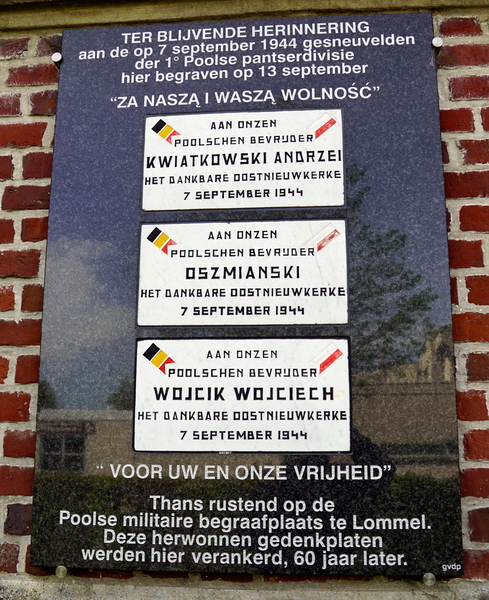 TER BLIJVENDE HERINNERING
aan de op 7 september 1944 gesneuvelden
der 1° Poolse pantserdivisie
hier begraven op 13 september
"ZA NASZĄ I WASZĄ WOLNOŚĆ"
AAN ONZEN
POOLSCHEN BEVRIJDER
KWIATKOWSKI ANDRZEI
HET DANKBARE OOSTNIEUWKERKE
7 SEPTEMBER 1944
AAN ONZEN
POOLSCHEN BEVRIJDER
OSZMIANSKI
HET DANKBARE OOSTNIEUWKERKE
7 SEPTEMBER 1944
AAN ONZEN
POOLSCHEN BEVRIJDER
WOJCIK WOJCIECH
HET DANKBARE OOSTNIEUWKERKE
7 SEPTEMBER 1944
" VOOR UW EN ONZE VRIJHEID"
Thans rustend op de
Poolse militaire begraafplaats te Lommel.
Deze herwonnen gedenkplaten
werden hier verankerd, 60 jaar later.
gvdp